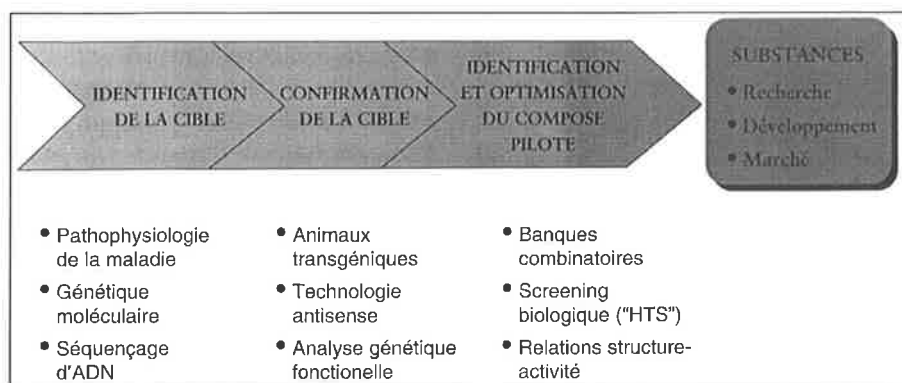 IDENTIFICATION
DE LA CIBLE
CONFIRMATION
DE LA CIBLE
IDENTIFICATION
ET OPTIMISATION
DU COMPOSE
PILOTE
SUBSTANCES
• Recherche
• Développement
• Marché
• Pathophysiologie
de la maladie
• Génétique
moléculaire
• Séquençage
d'ADN
• Animaux
transgéniques
• Technologie
antisense
• Analyse génétique
fonctionelle
• Banques
combinatoires
• Screening
biologique ("HTS")
• Relations structure-
activité